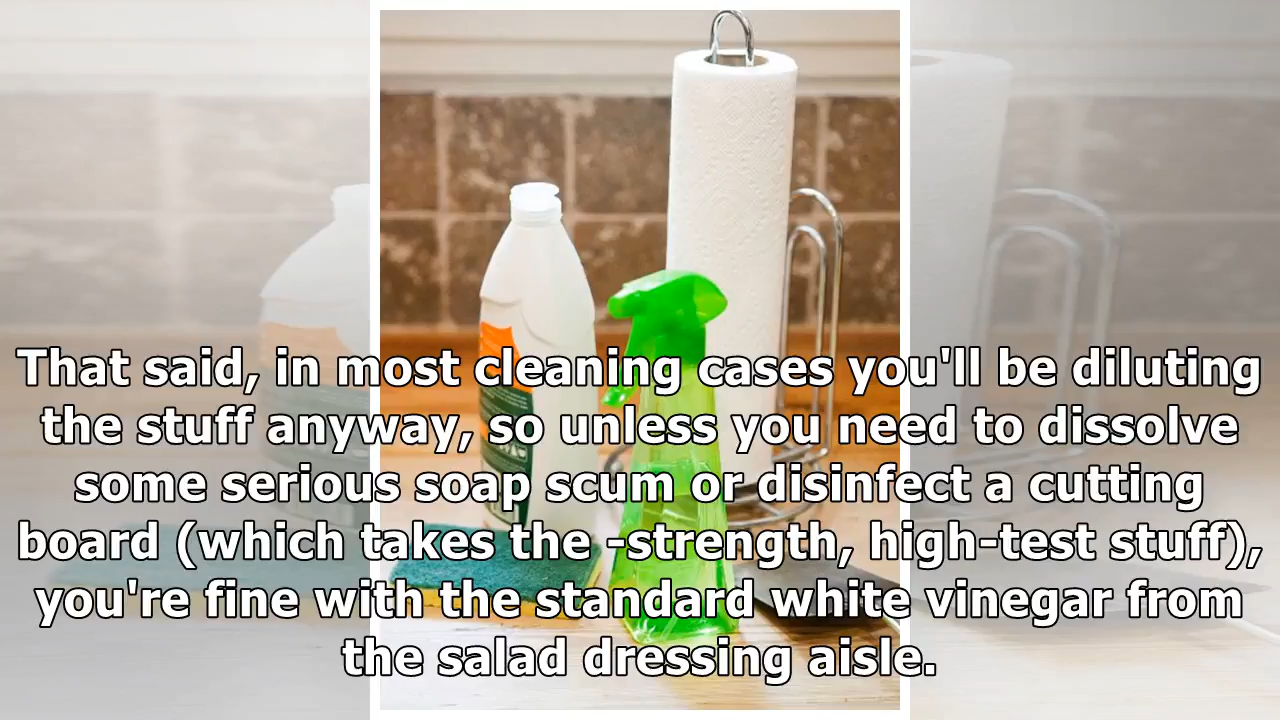 That said, in most cleaning cases you'll be diluting
the stuff anyway, so unless you need to dissolve
some serious soap scum or disinfect a cutting
board (which takes the -strength, high-test stuff),
you're fine with the standard white vinegar from
the salad dressing aisle.